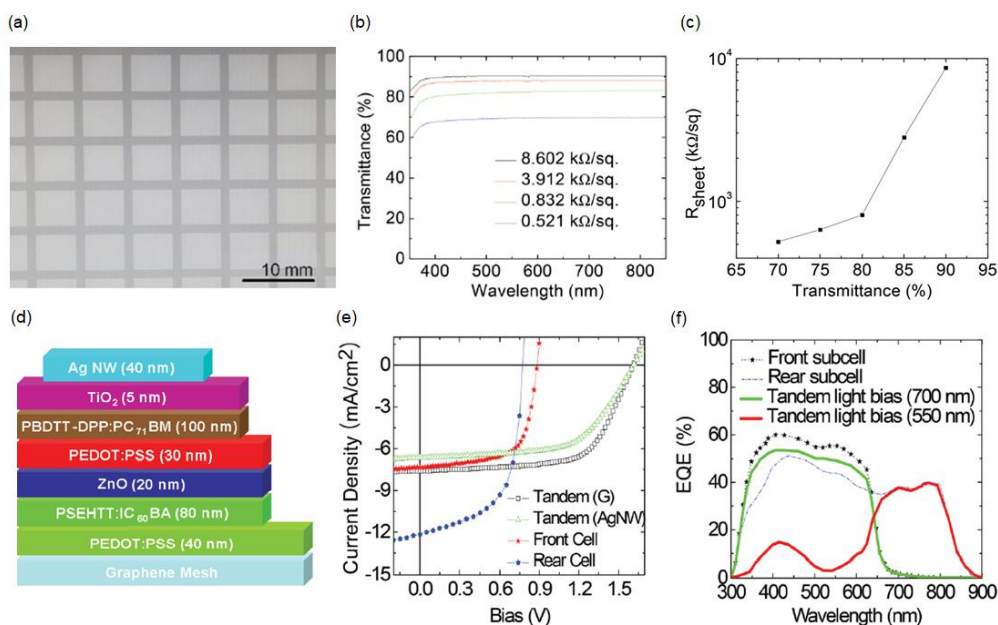 (a)
10 mm
(b)
100
80
60
40
20
0
Transmittance (%)
8.602 kΩ/sq.
3.912 kΩ/sq.
0.832 kΩ/sq.
0.521 kΩ/sq.
400 500 600 700 800
Wavelength (nm)
(c)
10⁴
10³
R_sheet (kΩ/sq)
65 70 75 80 85 90 95
Transmittance (%)
(d)
Ag NW (40 nm)
TiO₂ (5 nm)
PBDTT-DPP:PC₇₁BM (100 nm)
PEDOT:PSS (30 nm)
ZnO (20 nm)
PSEHTT:IC₆₀BA (80 nm)
PEDOT:PSS (40 nm)
Graphene Mesh
(e)
0
-3
-6
-9
-12
-15
Current Density (mA/cm²)
Tandem (G)
Tandem (AgNW)
Front Cell
Rear Cell
0.0 0.3 0.6 0.9 1.2 1.5
Bias (V)
(f)
100
80
60
40
20
0
EQE (%)
Front subcell
Rear subcell
Tandem light bias (700 nm)
Tandem light bias (550 nm)
300 400 500 600 700 800 900
Wavelength (nm)